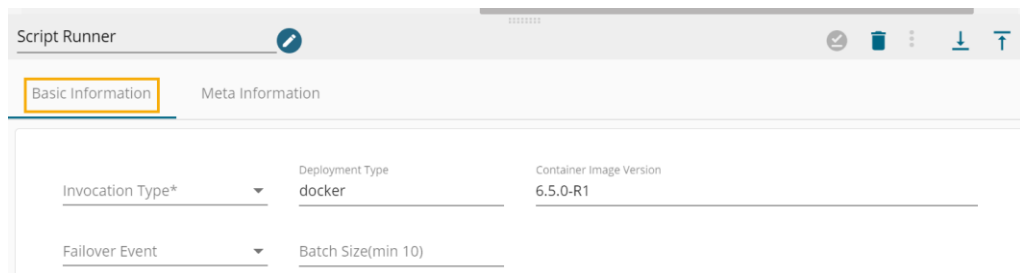 Script Runner
Basic Information Meta Information
Deployment Type Container Image Version
Invocation Type* docker 6.5.0-R1
Failover Event Batch Size(min 10)